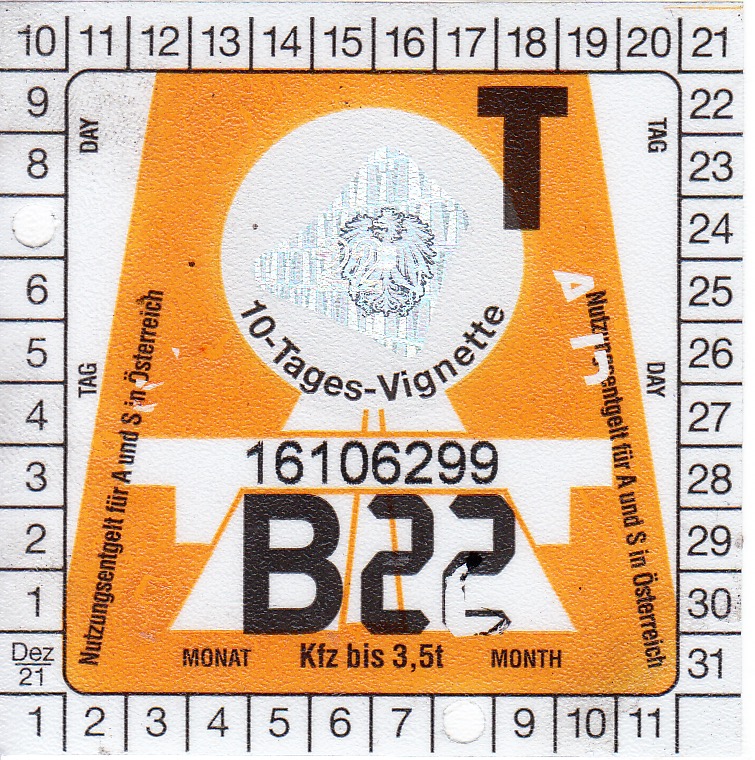 10 11 12 13 14 15 16 17 18 19 20 21
9 22
8 23
24
6 25
5 26
4 27
3 28
2 29
1 30
Dez
21
31
1 2 3 4 5 6 7 9 10 11
DAY
TAG
T
10-Tages-Vignette
TAG
DAY
Nutzungsentgelt für A und S in Österreich
Nutzungsentgelt für A und S in Österreich
16106299
B22
MONAT Kfz bis 3,5t MONTH